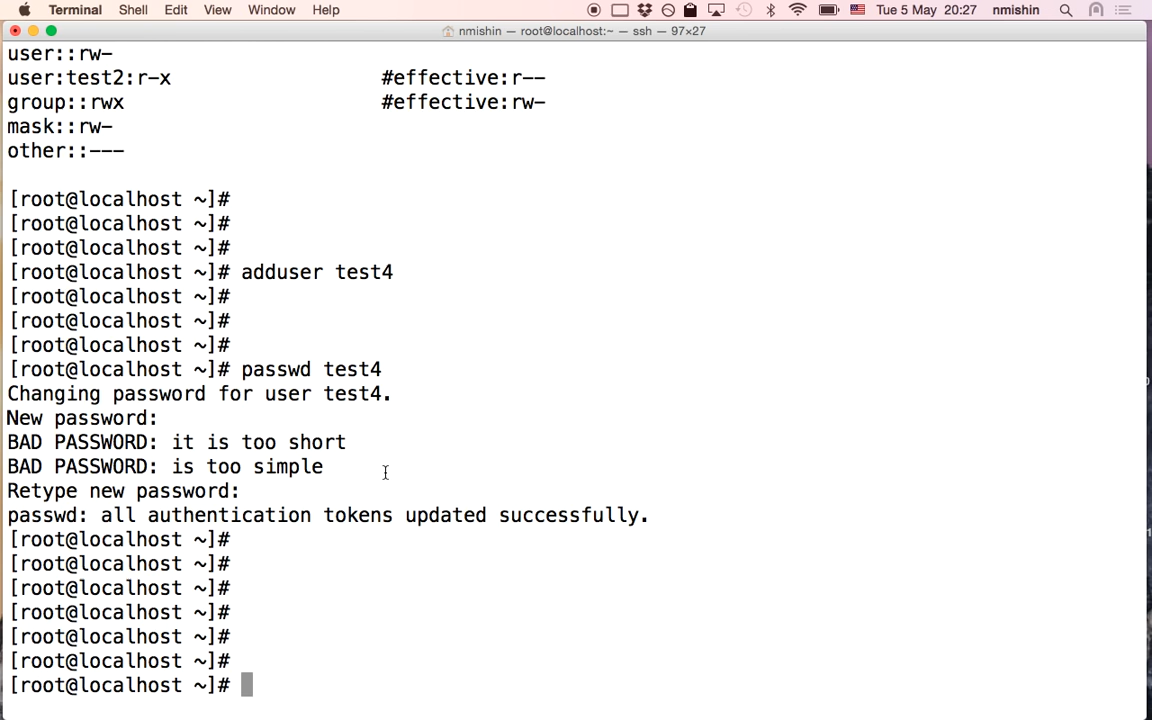 Terminal Shell Edit View Window Help Tue 5 May 20:27 nmishin
nmishin — root@localhost:~ — ssh — 97×27
user::rw-
user:test2:r-x #effective:r--
group::rwx #effective:rw-
mask::rw-
other::---
[root@localhost ~]#
[root@localhost ~]#
[root@localhost ~]#
[root@localhost ~]# adduser test4
[root@localhost ~]#
[root@localhost ~]#
[root@localhost ~]#
[root@localhost ~]# passwd test4
Changing password for user test4.
New password:
BAD PASSWORD: it is too short
BAD PASSWORD: is too simple
Retype new password:
passwd: all authentication tokens updated successfully.
[root@localhost ~]#
[root@localhost ~]#
[root@localhost ~]#
[root@localhost ~]#
[root@localhost ~]#
[root@localhost ~]#
[root@localhost ~]#